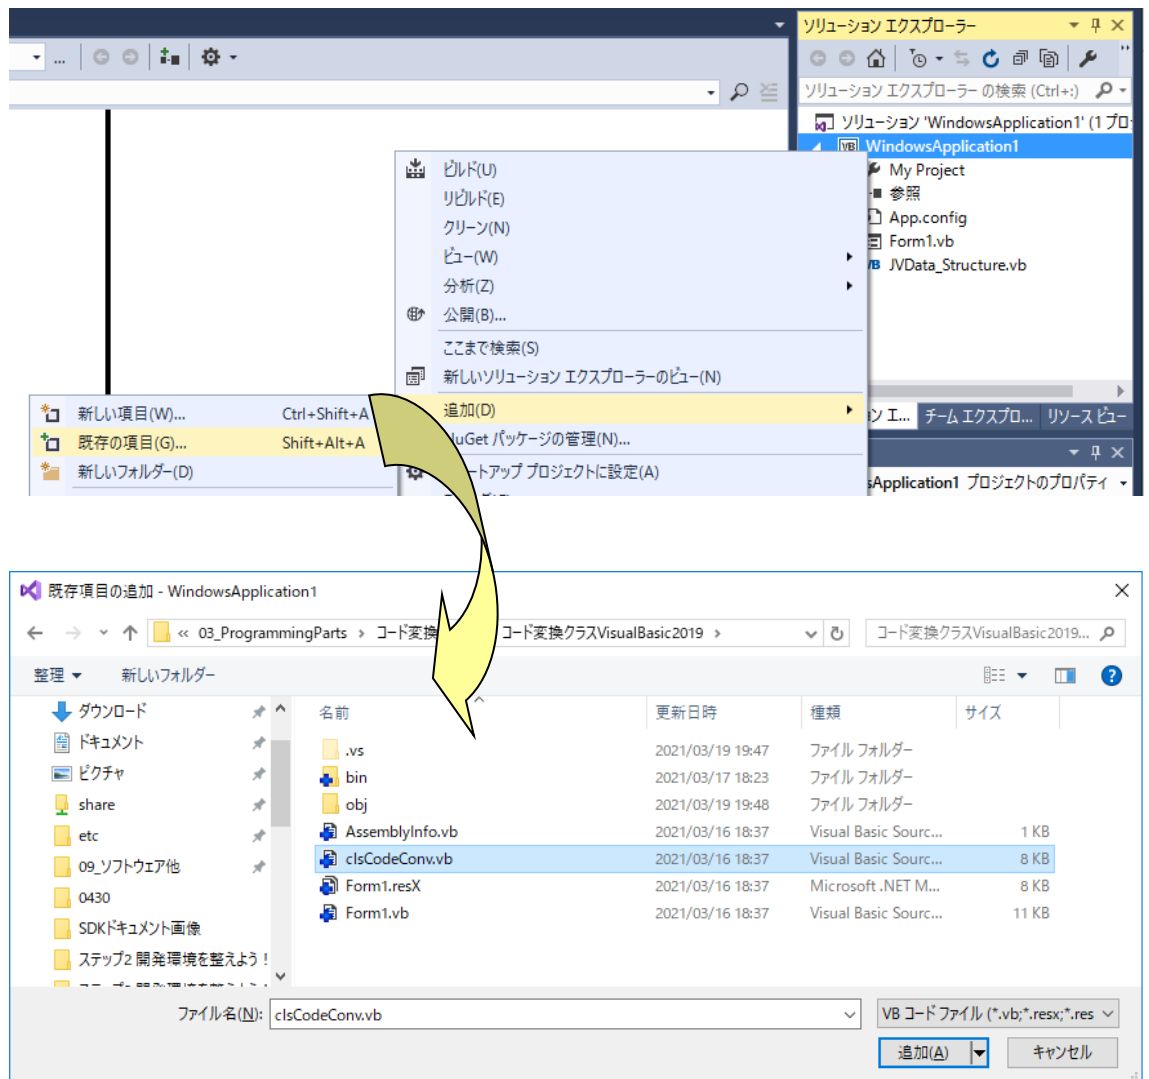 ソリューション エクスプローラー
...
ソリューション エクスプローラー の検索 (Ctrl+:)
ソリューション 'WindowsApplication1' (1 プロ
WindowsApplication1
My Project
参照
App.config
Form1.vb
JVData_Structure.vb
ビルド(U)
リビルド(E)
クリーン(N)
ビュー(W)
分析(Z)
公開(B)...
ここまで検索(S)
新しいソリューション エクスプローラーのビュー(N)
追加(D)
uGet パッケージの管理(N)...
ートアップ プロジェクトに設定(A)
新しい項目(W)... Ctrl+Shift+A
既存の項目(G)... Shift+Alt+A
新しいフォルダー(D)
ン エ... チーム エクスプロ... リソース ビュー
sApplication1 プロジェクトのプロパティ
既存項目の追加 - WindowsApplication1
« 03_ProgrammingParts › コード変換 コード変換クラスVisualBasic2019 ›
コード変換クラスVisualBasic2019...
整理 新しいフォルダー
名前 更新日時 種類 サイズ
ダウンロード
ドキュメント
ピクチャ
share
etc
09_ソフトウェア他
0430
SDKドキュメント画像
ステップ2 開発環境を整えよう!
.vs 2021/03/19 19:47 ファイル フォルダー
bin 2021/03/17 18:23 ファイル フォルダー
obj 2021/03/19 19:48 ファイル フォルダー
AssemblyInfo.vb 2021/03/16 18:37 Visual Basic Sourc... 1 KB
clsCodeConv.vb 2021/03/16 18:37 Visual Basic Sourc... 8 KB
Form1.resX 2021/03/16 18:37 Microsoft .NET M... 8 KB
Form1.vb 2021/03/16 18:37 Visual Basic Sourc... 11 KB
ファイル名(N): clsCodeConv.vb VB コード ファイル (*.vb;*.resx;*.res
追加(A) キャンセル